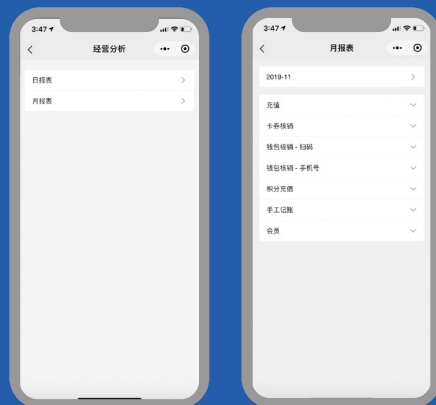 3:47
经营分析
日报表
月报表
3:47
月报表
2019-11
充值
卡券核销
钱包核销 - 扫码
钱包核销 - 手机号
积分充值
手工记账
会员